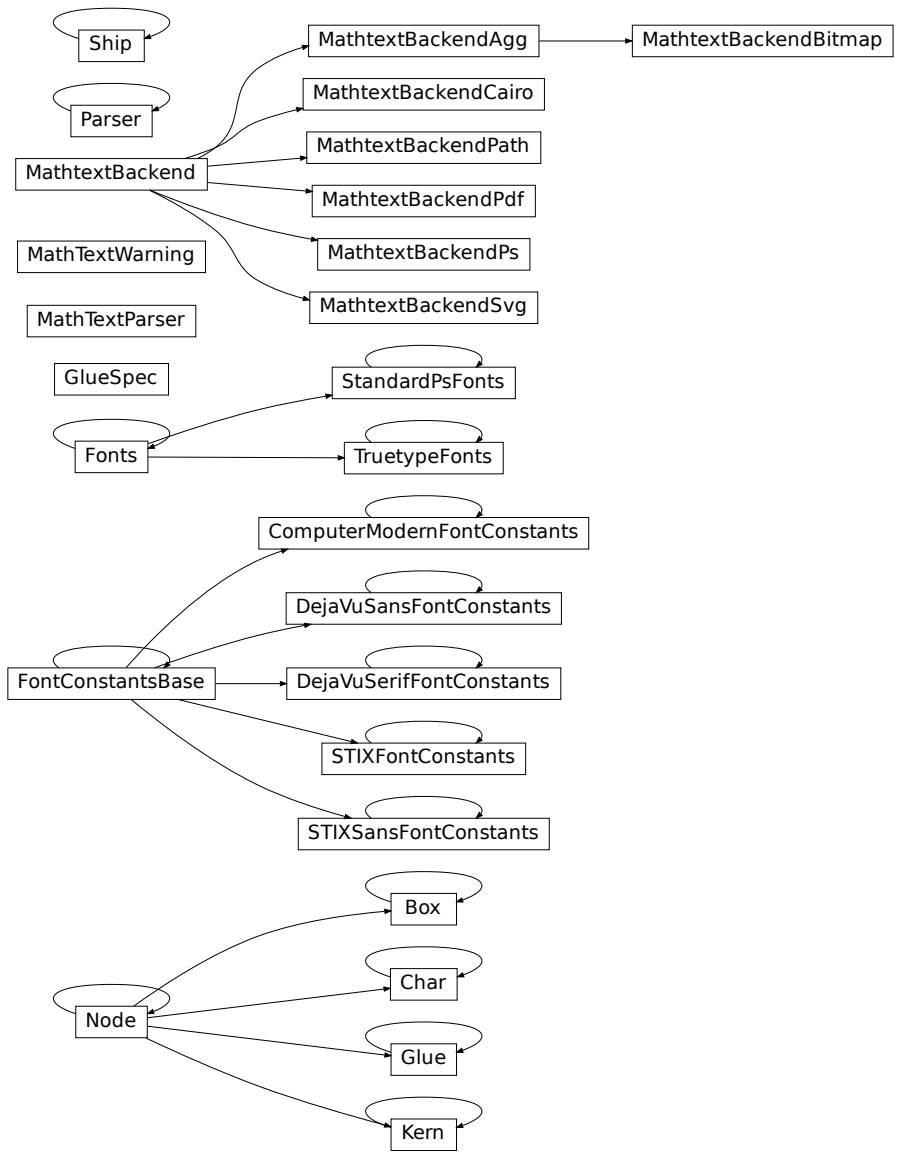 Ship
MathtextBackendAgg
MathtextBackendBitmap
MathtextBackendCairo
Parser
MathtextBackendPath
MathtextBackend
MathtextBackendPdf
MathTextWarning
MathtextBackendPs
MathtextBackendSvg
MathTextParser
GlueSpec
StandardPsFonts
Fonts
TruetypeFonts
ComputerModernFontConstants
DejaVuSansFontConstants
FontConstantsBase
DejaVuSerifFontConstants
STIXFontConstants
STIXSansFontConstants
Box
Char
Node
Glue
Kern